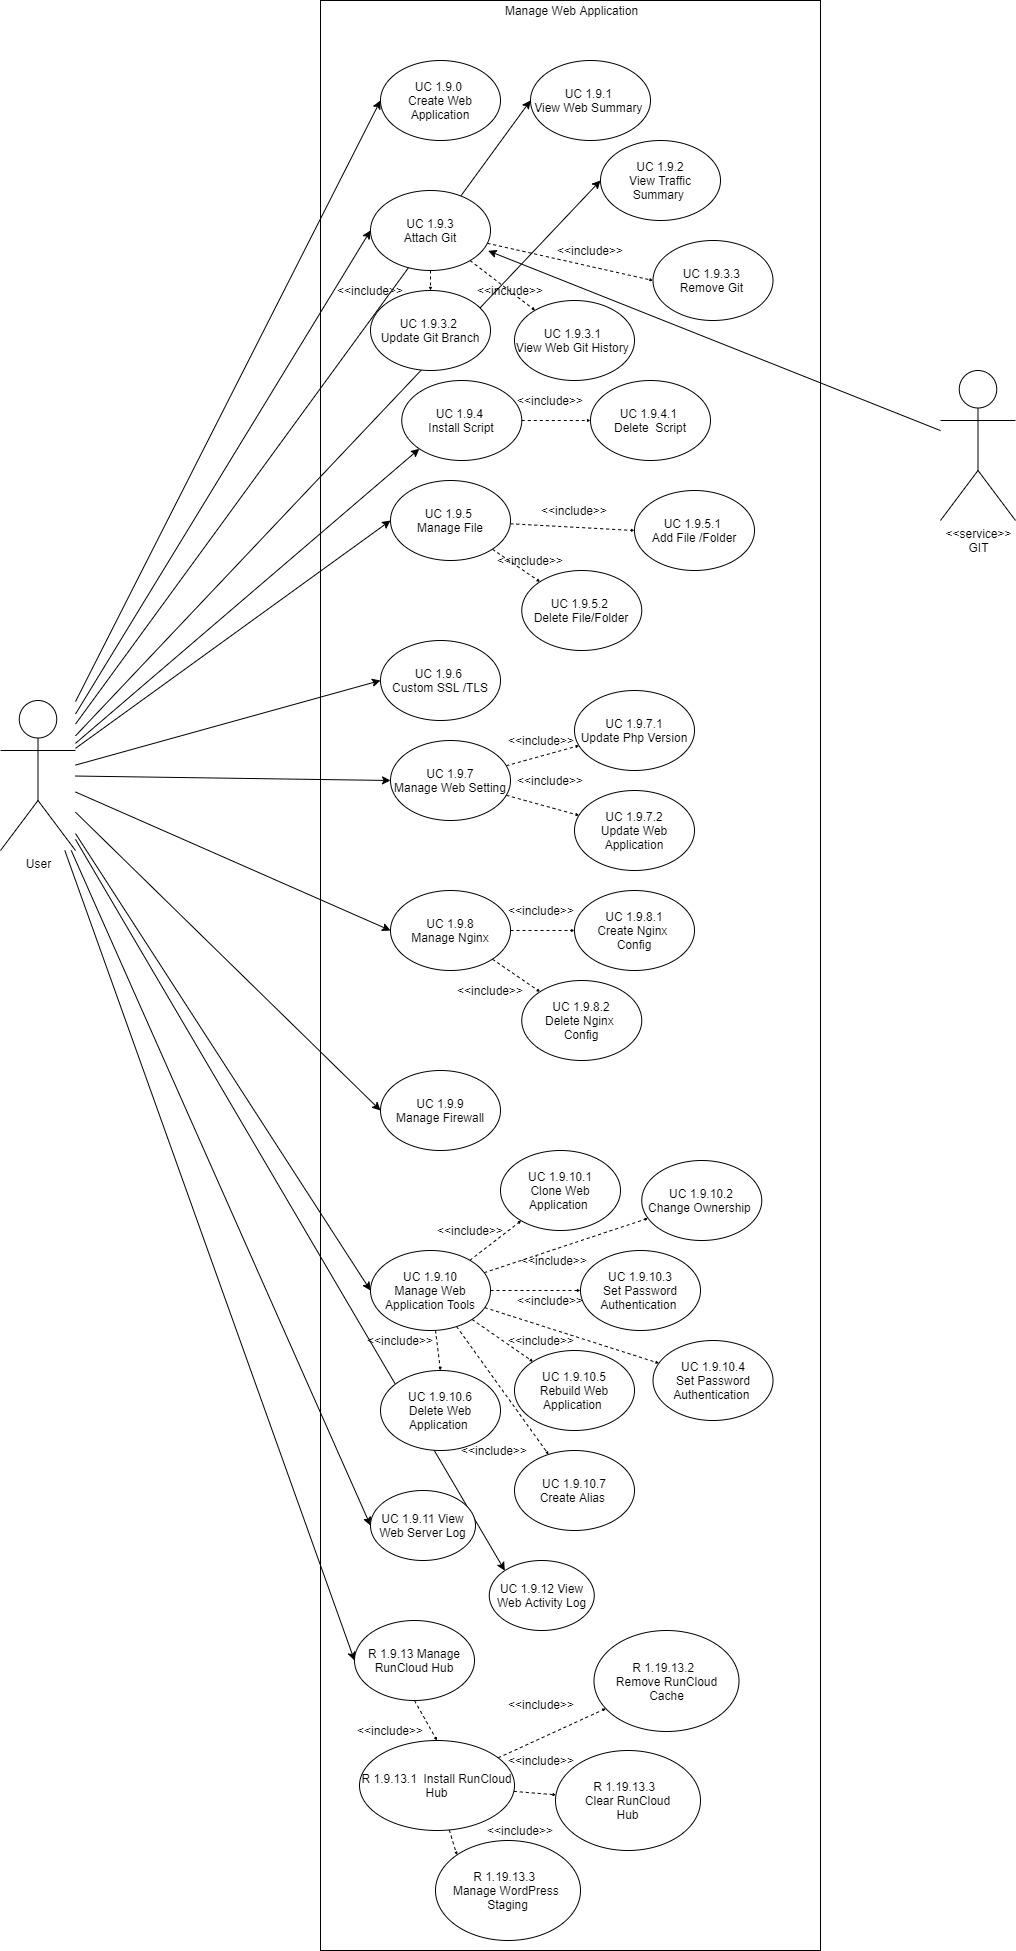 Manage Web Application
UC 1.9.0
Create Web
Application
UC 1.9.1
View Web Summary
UC 1.9.2
View Traffic
Summary
UC 1.9.3
Attach Git
<<include>>
UC 1.9.3.3
Remove Git
<<include>>
<<include>>
UC 1.9.3.2
Update Git Branch
UC 1.9.3.1
View Web Git History
UC 1.9.4
Install Script
<<include>>
UC 1.9.4.1
Delete  Script
UC 1.9.5
Manage File
<<include>>
UC 1.9.5.1
Add File /Folder
<<service>>
GIT
<<include>>
UC 1.9.5.2
Delete File/Folder
UC 1.9.6
Custom SSL /TLS
UC 1.9.7
Manage Web Setting
<<include>>
UC 1.9.7.1
Update Php Version
<<include>>
UC 1.9.7.2
Update Web
Application
User
UC 1.9.8
Manage Nginx
<<include>>
UC 1.9.8.1
Create Nginx
Config
<<include>>
UC 1.9.8.2
Delete Nginx
Config
UC 1.9.9
Manage Firewall
UC 1.9.10.1
Clone Web
Application
UC 1.9.10.2
Change Ownership
<<include>>
<<include>>
UC 1.9.10
Manage Web
Application Tools
<<include>>
UC 1.9.10.3
Set Password
Authentication
<<include>>
<<include>>
UC 1.9.10.4
Set Password
Authentication
UC 1.9.10.5
Rebuild Web
Application
UC 1.9.10.6
Delete Web
Application
<<include>>
UC 1.9.10.7
Create Alias
UC 1.9.11 View
Web Server Log
UC 1.9.12 View
Web Activity Log
R 1.9.13 Manage
RunCloud Hub
R 1.19.13.2
Remove RunCloud
Cache
<<include>>
<<include>>
R 1.9.13.1  Install RunCloud
Hub
<<include>>
R 1.19.13.3
Clear RunCloud
Hub
<<include>>
R 1.19.13.3
Manage WordPress
Staging